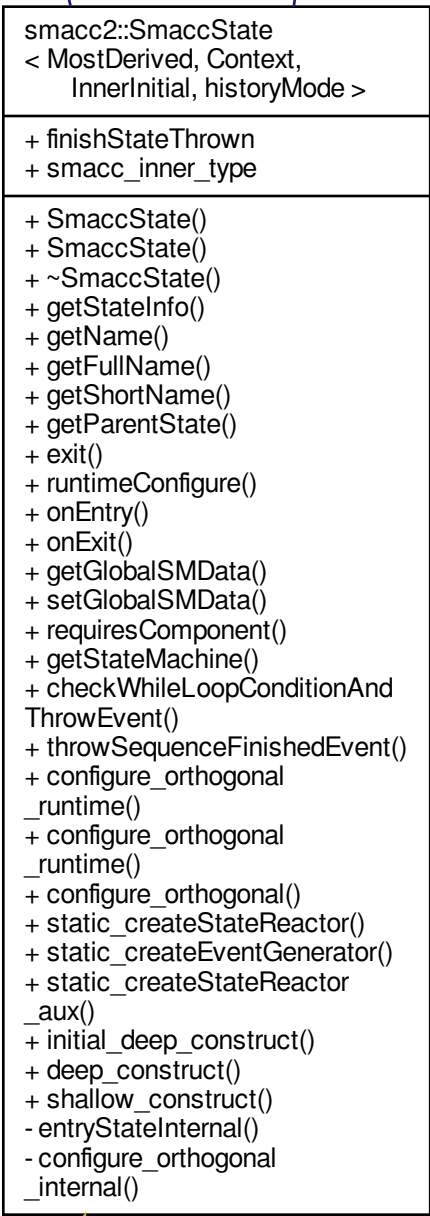 smacc2::SmaccState
< MostDerived, Context,
InnerInitial, historyMode >
+ finishStateThrown
+ smacc_inner_type
+ SmaccState()
+ SmaccState()
+ ~SmaccState()
+ getStateInfo()
+ getName()
+ getFullName()
+ getShortName()
+ getParentState()
+ exit()
+ runtimeConfigure()
+ onEntry()
+ onExit()
+ getGlobalSMData()
+ setGlobalSMData()
+ requiresComponent()
+ getStateMachine()
+ checkWhileLoopConditionAnd
ThrowEvent()
+ throwSequenceFinishedEvent()
+ configure_orthogonal
_runtime()
+ configure_orthogonal
_runtime()
+ configure_orthogonal()
+ static_createStateReactor()
+ static_createEventGenerator()
+ static_createStateReactor
_aux()
+ initial_deep_construct()
+ deep_construct()
+ shallow_construct()
- entryStateInternal()
- configure_orthogonal
_internal()